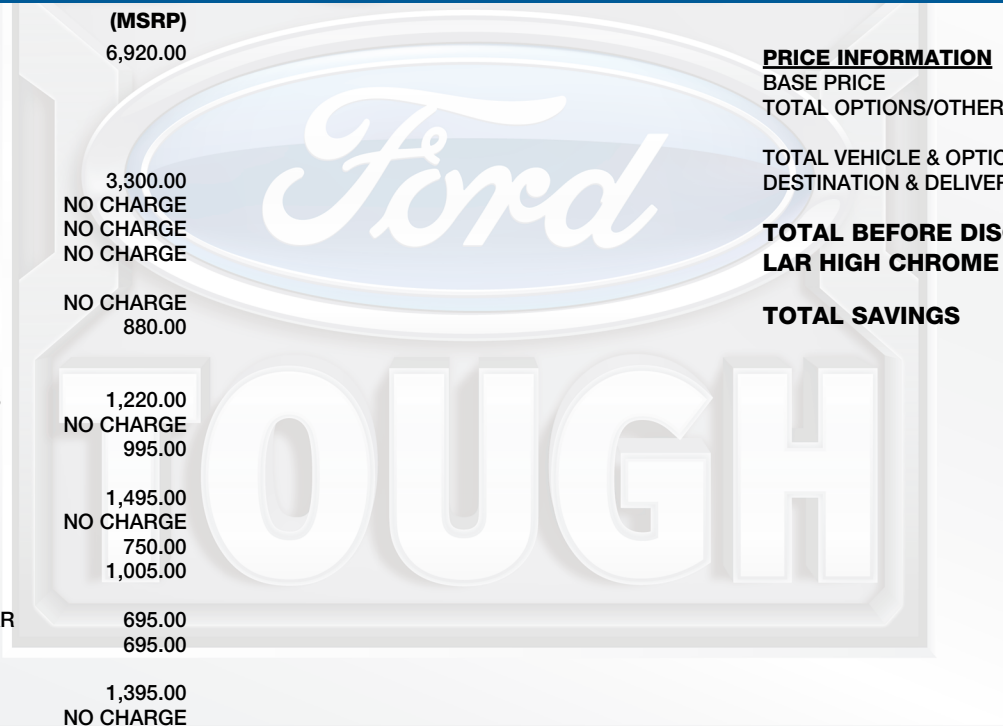 (MSRP)
6,920.00
3,300.00
NO CHARGE
NO CHARGE
NO CHARGE
NO CHARGE
880.00
1,220.00
NO CHARGE
995.00
1,495.00
NO CHARGE
750.00
1,005.00
R 695.00
695.00
1,395.00
NO CHARGE
Ford
TOUGH
PRICE INFORMATION
BASE PRICE
TOTAL OPTIONS/OTHER
TOTAL VEHICLE & OPTIO
DESTINATION & DELIVER
TOTAL BEFORE DIS
LAR HIGH CHROME
TOTAL SAVINGS